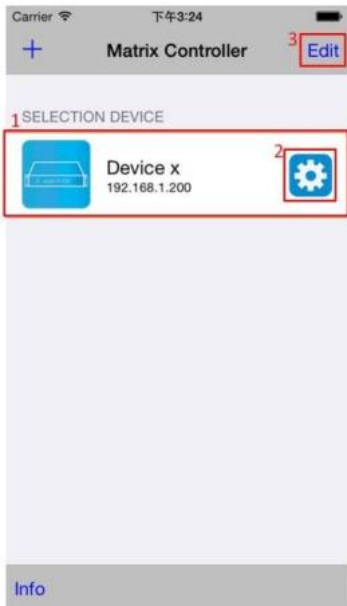 Carrier 下午3:24
+ Matrix Controller 3 Edit
1 SELECTION DEVICE
Device x
2
192.168.1.200
Info